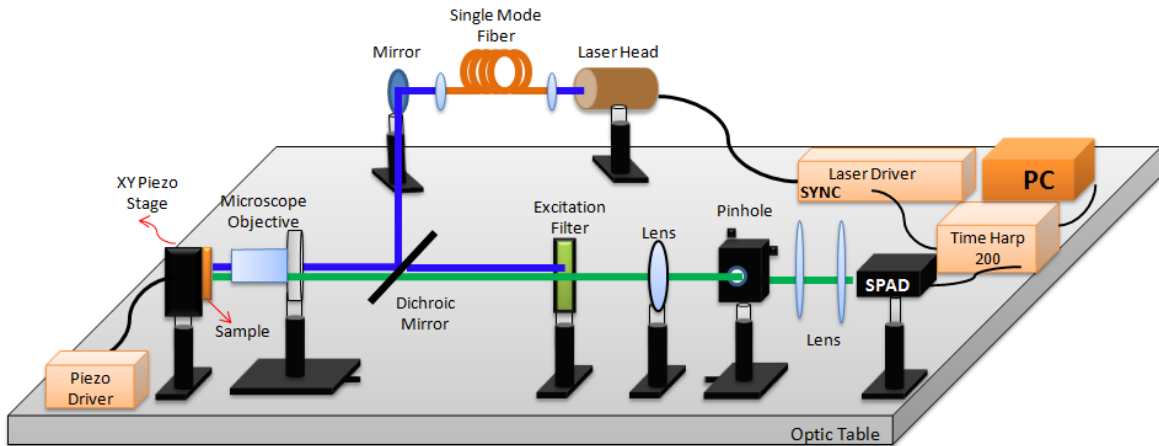 Single Mode
Fiber
Mirror
Laser Head
XY Piezo
Stage
Microscope
Objective
Excitation
Filter
Lens
Pinhole
Laser Driver
SYNC
PC
Time Harp
200
SPAD
Dichroic
Mirror
Sample
Lens
Piezo
Driver
Optic Table